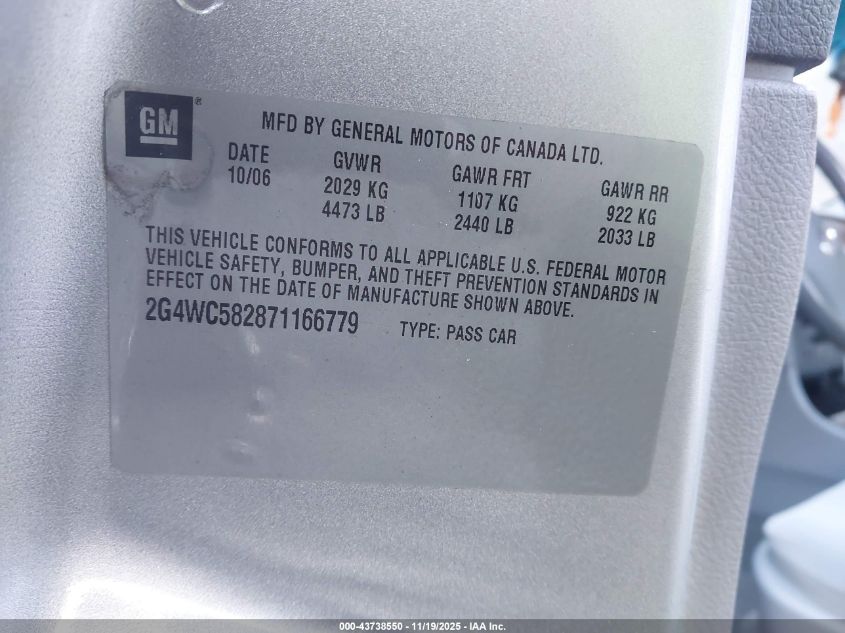 GM®
MFD BY GENERAL MOTORS OF CANADA LTD.
DATE GVWR GAWR FRT GAWR RR
10/06 2029 KG 1107 KG 922 KG
4473 LB 2440 LB 2033 LB
THIS VEHICLE CONFORMS TO ALL APPLICABLE U.S. FEDERAL MOTOR
VEHICLE SAFETY, BUMPER, AND THEFT PREVENTION STANDARDS IN
EFFECT ON THE DATE OF MANUFACTURE SHOWN ABOVE.
2G4WC582871166779 TYPE: PASS CAR
000-43738550 - 11/19/2025 - IAA Inc.